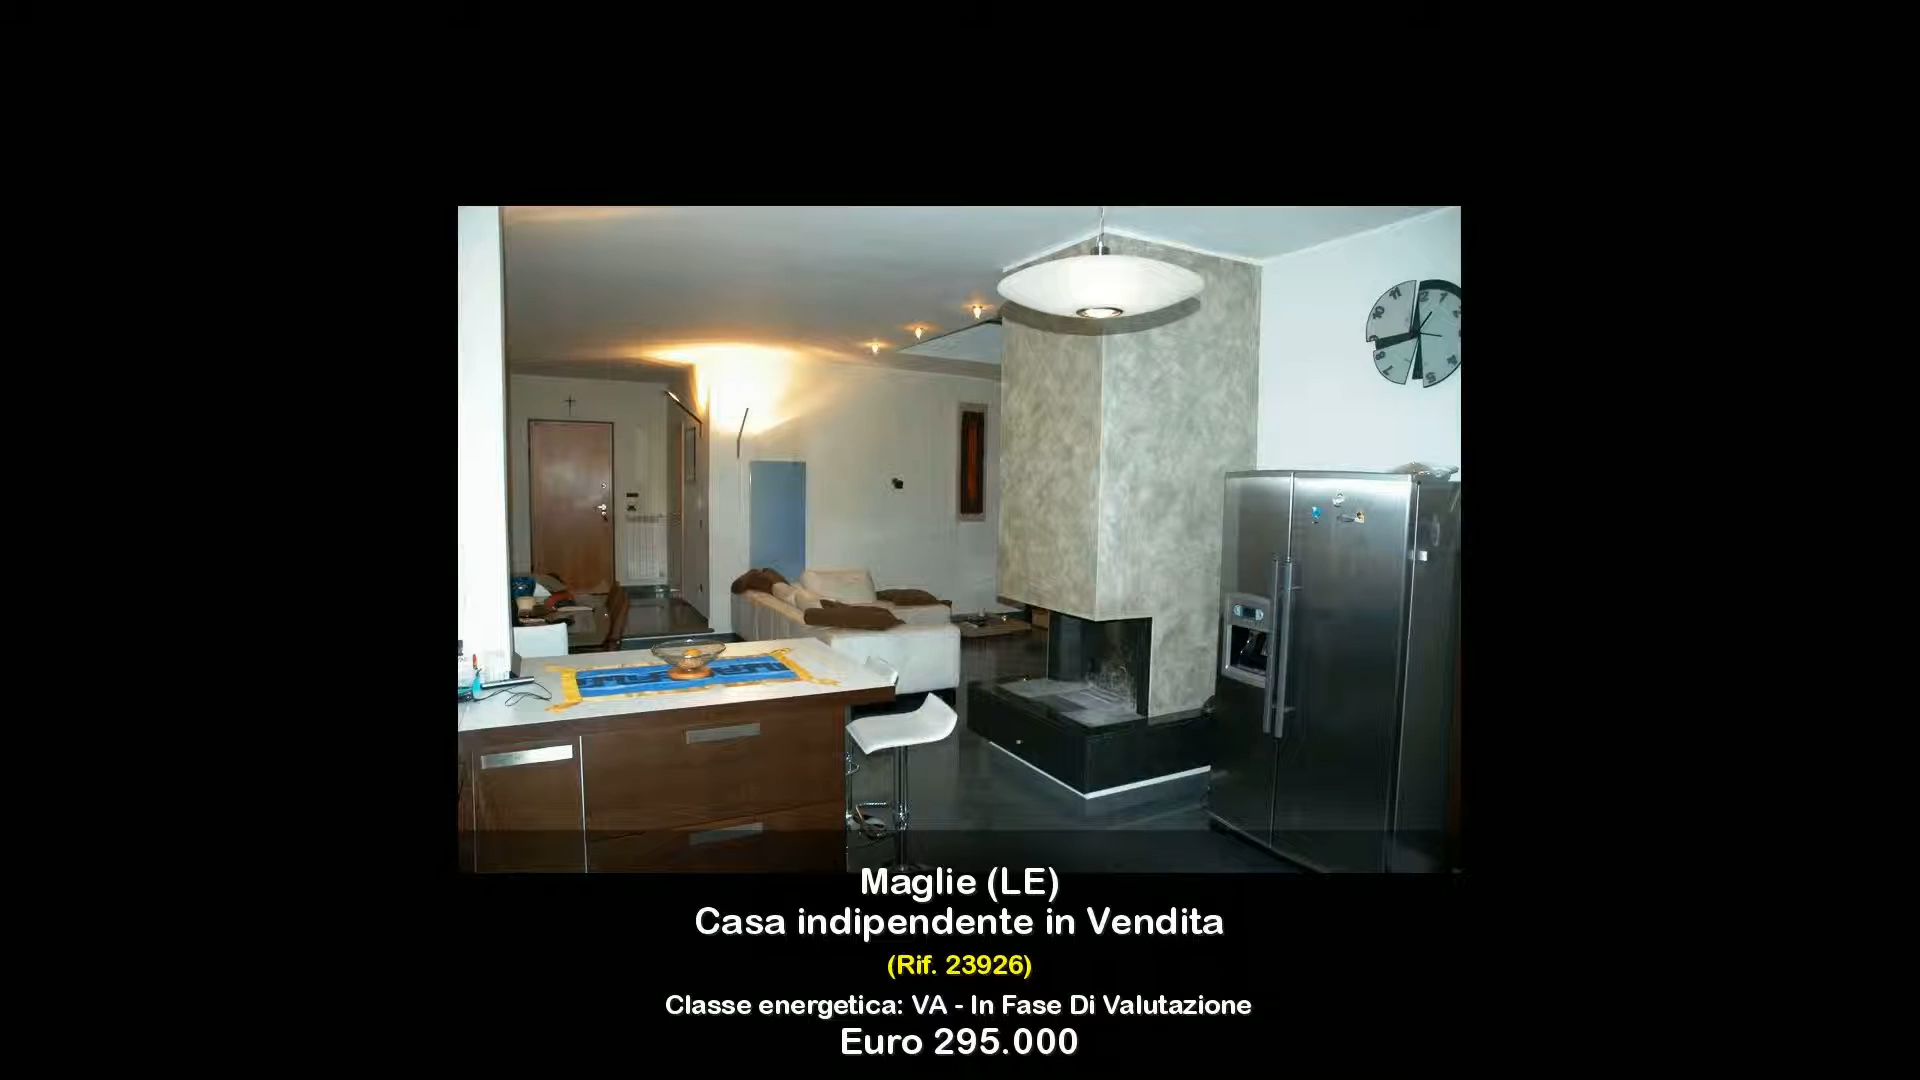 Maglie (LE)
Casa indipendente in Vendita
(Rif. 23926)
Classe energetica: VA - In Fase Di Valutazione
Euro 295.000